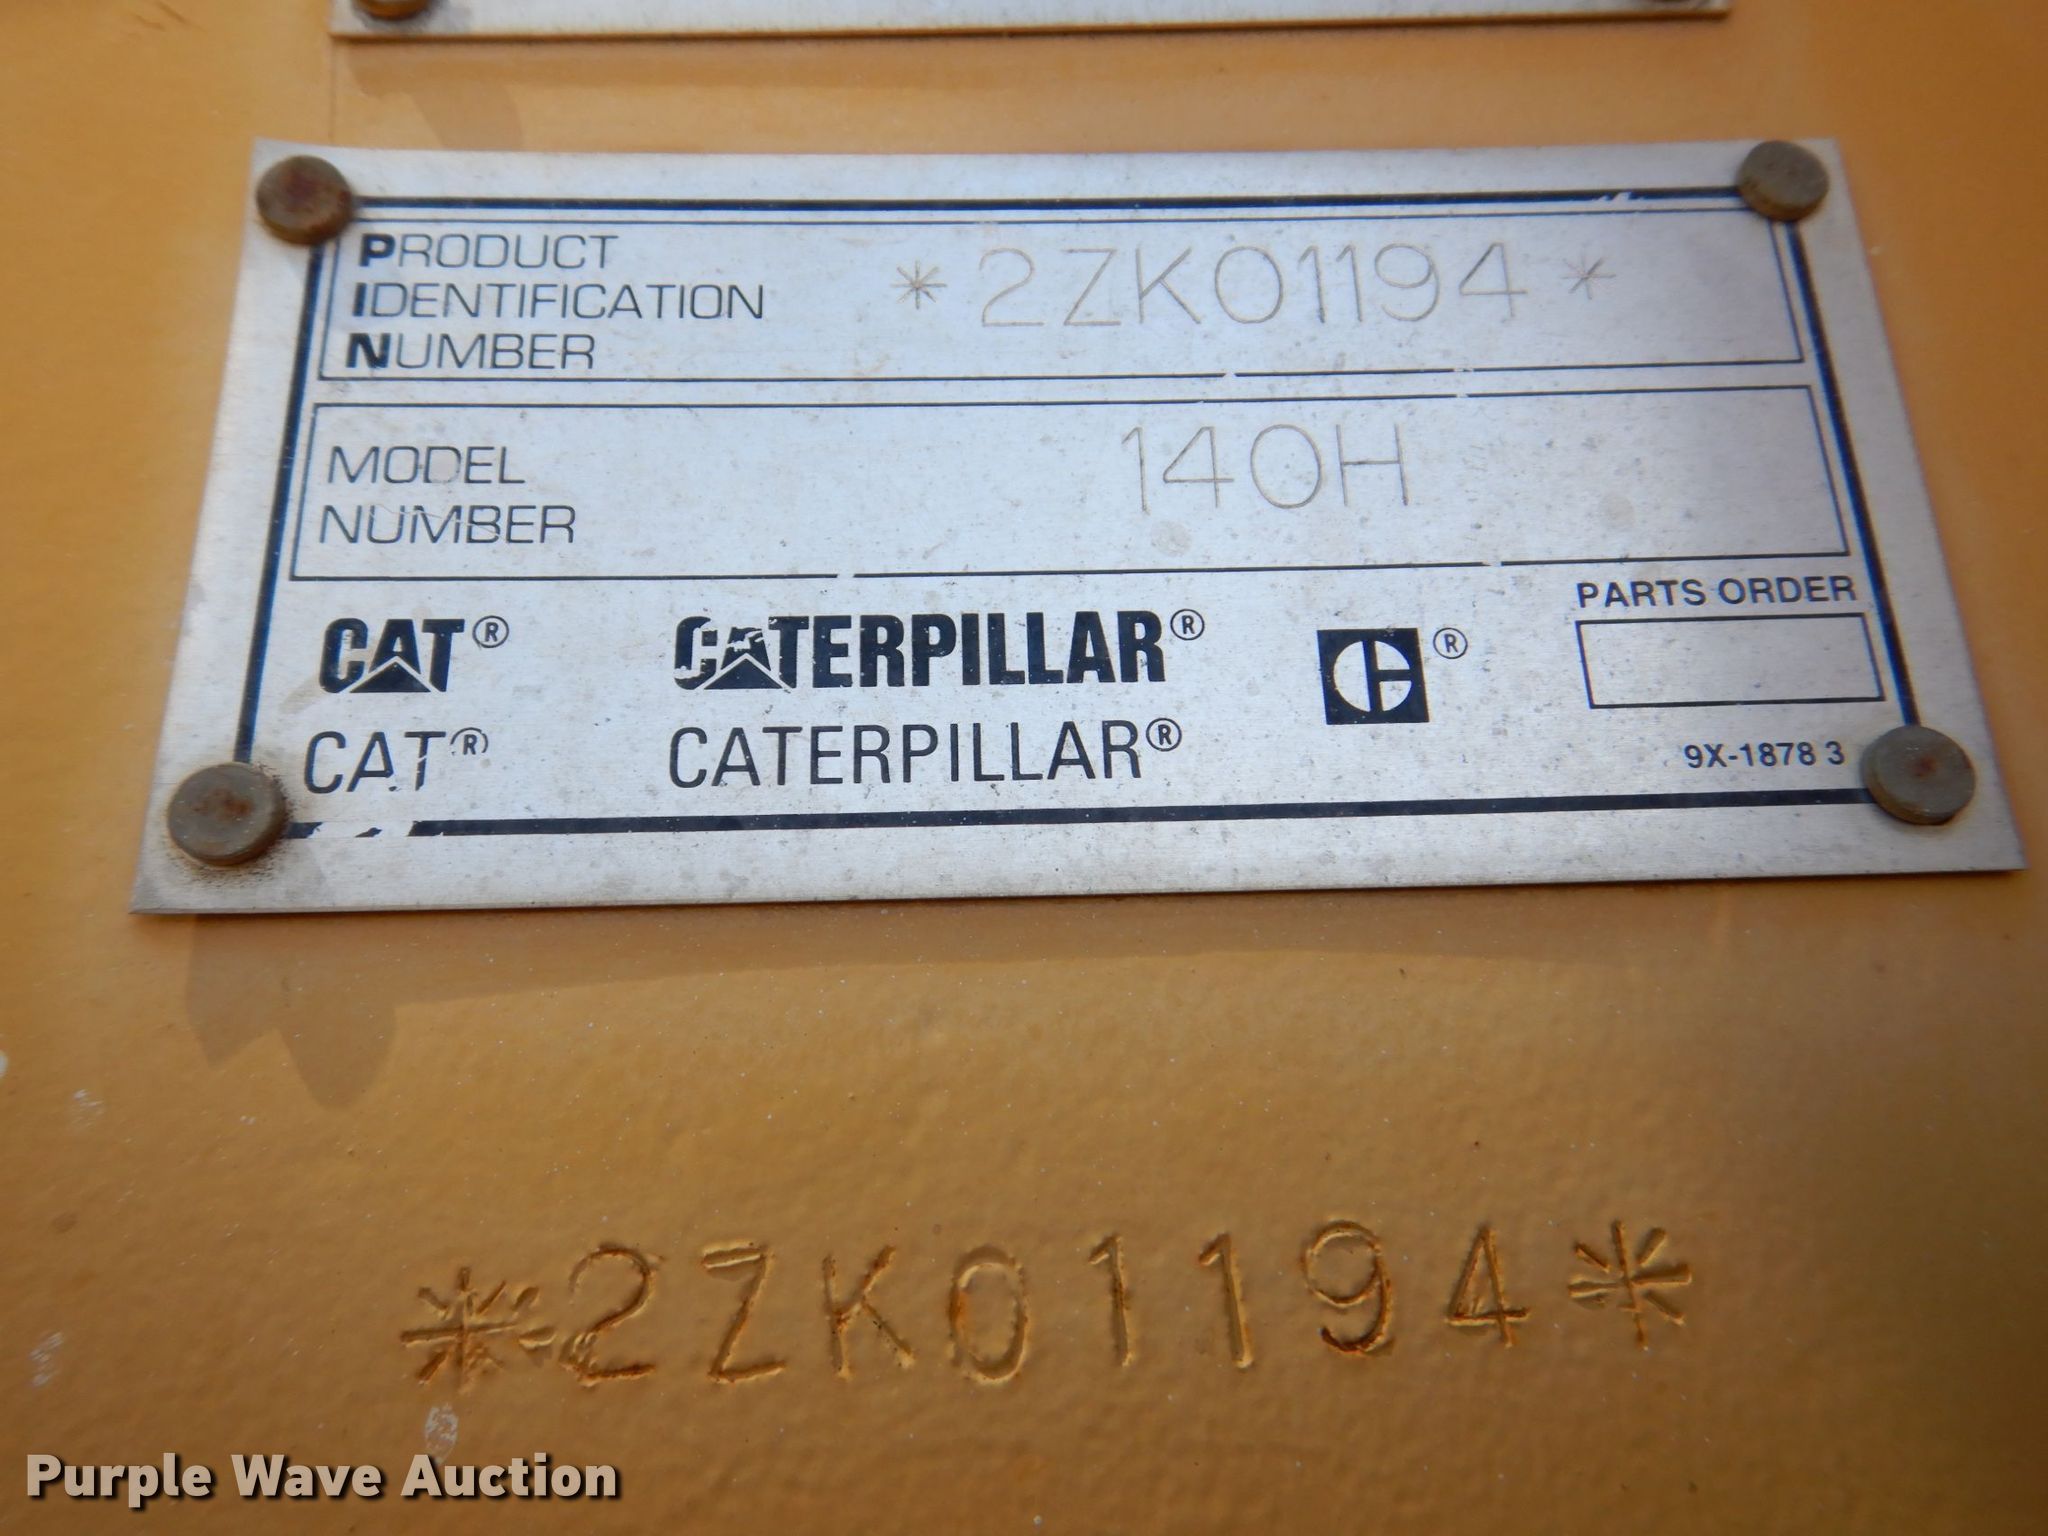 PRODUCT
IDENTIFICATION
NUMBER
*2ZK01194*
MODEL
NUMBER
140H
CAT® CATERPILLAR® ®
CAT® CATERPILLAR®
PARTS ORDER
9X-1878 3
*2ZK01194*
Purple Wave Auction